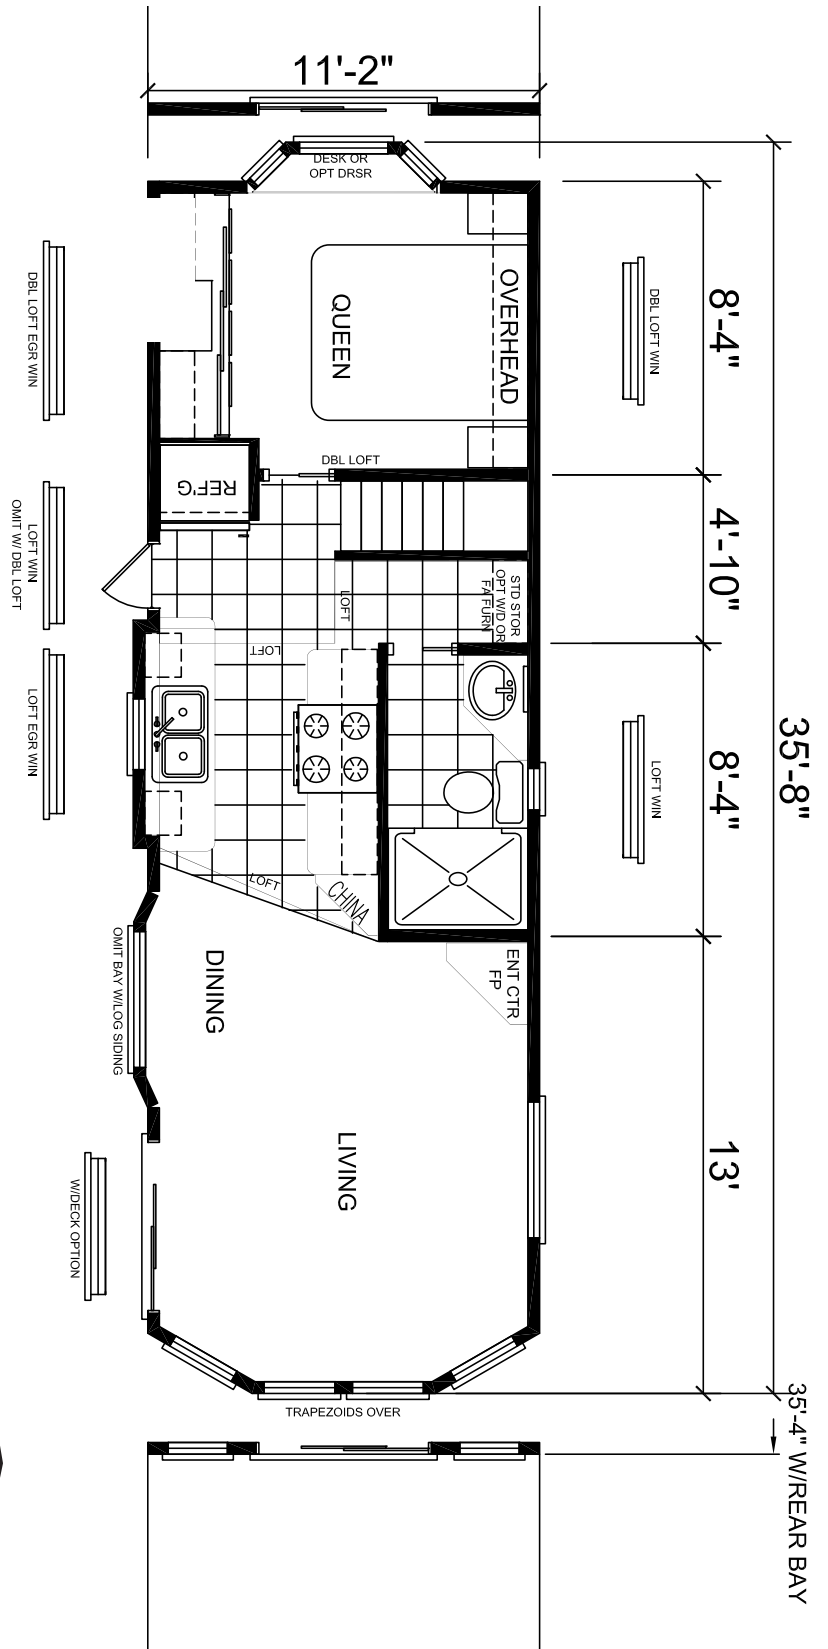 11'-2"
DESK OR
OPT DRSR
DBL LOFT EGR WIN
QUEEN
OVERHEAD
DBL LOFT WIN
8'-4"
DBL LOFT
REF'G
LOFT WIN
OMIT W/ DBL LOFT
STD STOR
OPT W/D OR
FA FURN
4'-10"
LOFT
LOFT
LOFT EGR WIN
LOFT WIN
8'-4"
35'-8"
LOFT
CHINA
OMIT BAY W/LOG SIDING
DINING
ENT CTR
FP
LIVING
13'
W/DECK OPTION
TRAPEZOIDS OVER
35'-4" W/REAR BAY